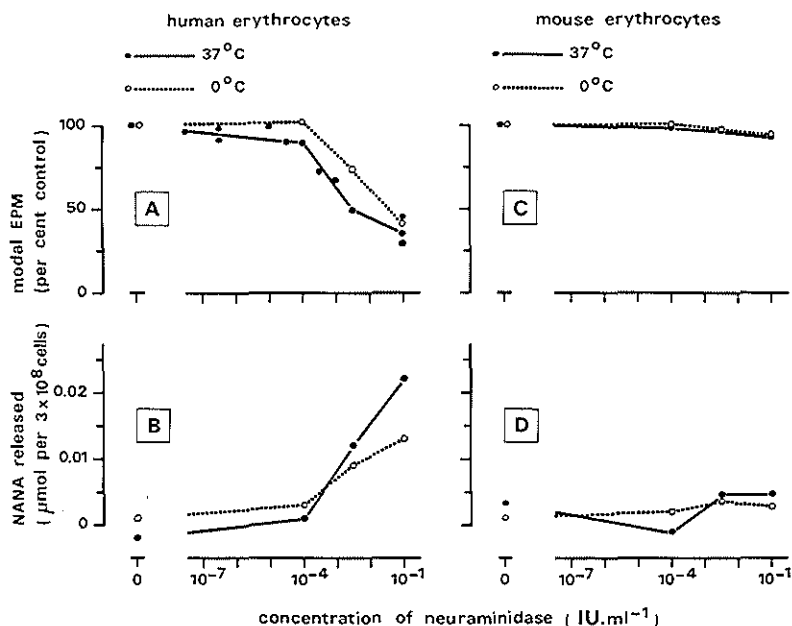 human erythrocytes
mouse erythrocytes
37°C
0°C
37°C
0°C
modal EPM
(per cent control)
100
50
0
A
C
NANA released
(μmol per 3 x 10⁸ cells)
0.02
0.01
0
B
D
0
10⁻⁷
10⁻⁴
10⁻¹
0
10⁻⁷
10⁻⁴
10⁻¹
concentration of neuraminidase (IU.ml⁻¹)